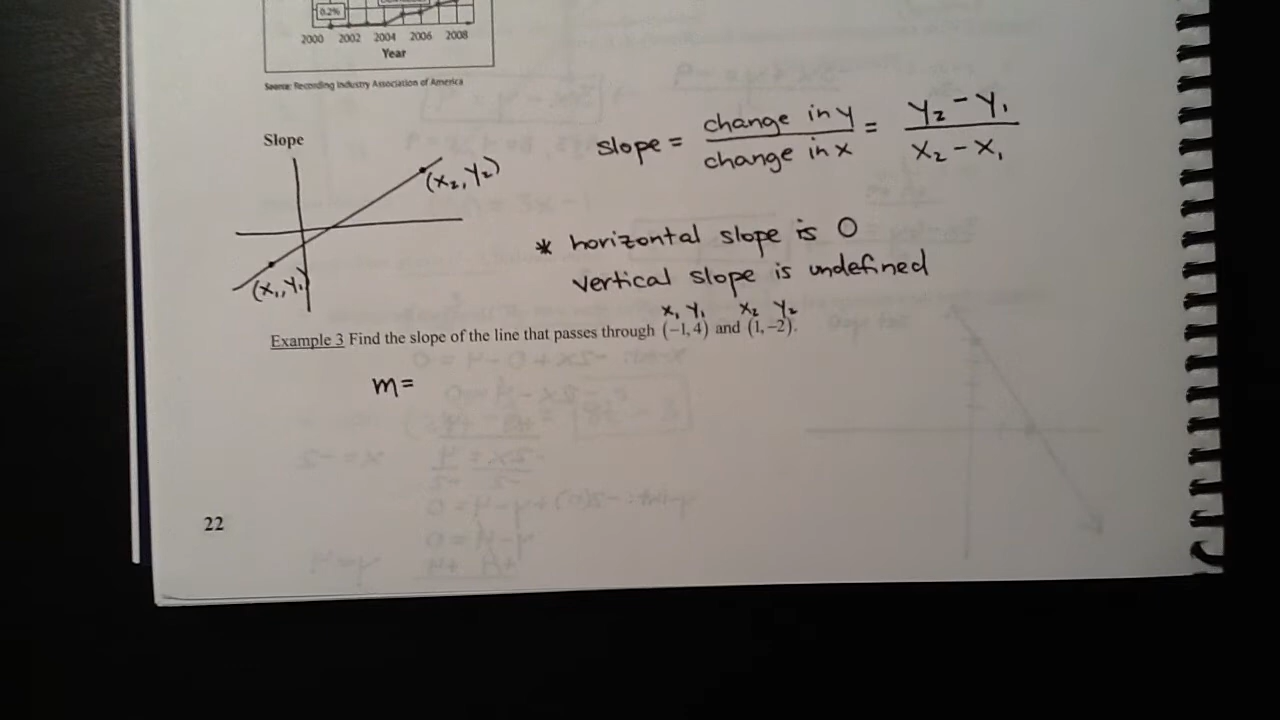 0.2%
2000 2002 2004 2006 2008
Year
Source: Recording Industry Association of America
Slope
slope = change in y / change in x = y₂ - y₁ / x₂ - x₁
(x₂, y₂)
(x₁, y₁)
* horizontal slope is 0
vertical slope is undefined
x₁ y₁ x₂ y₂
Example 3 Find the slope of the line that passes through (−1, 4) and (1, −2).
m =
22